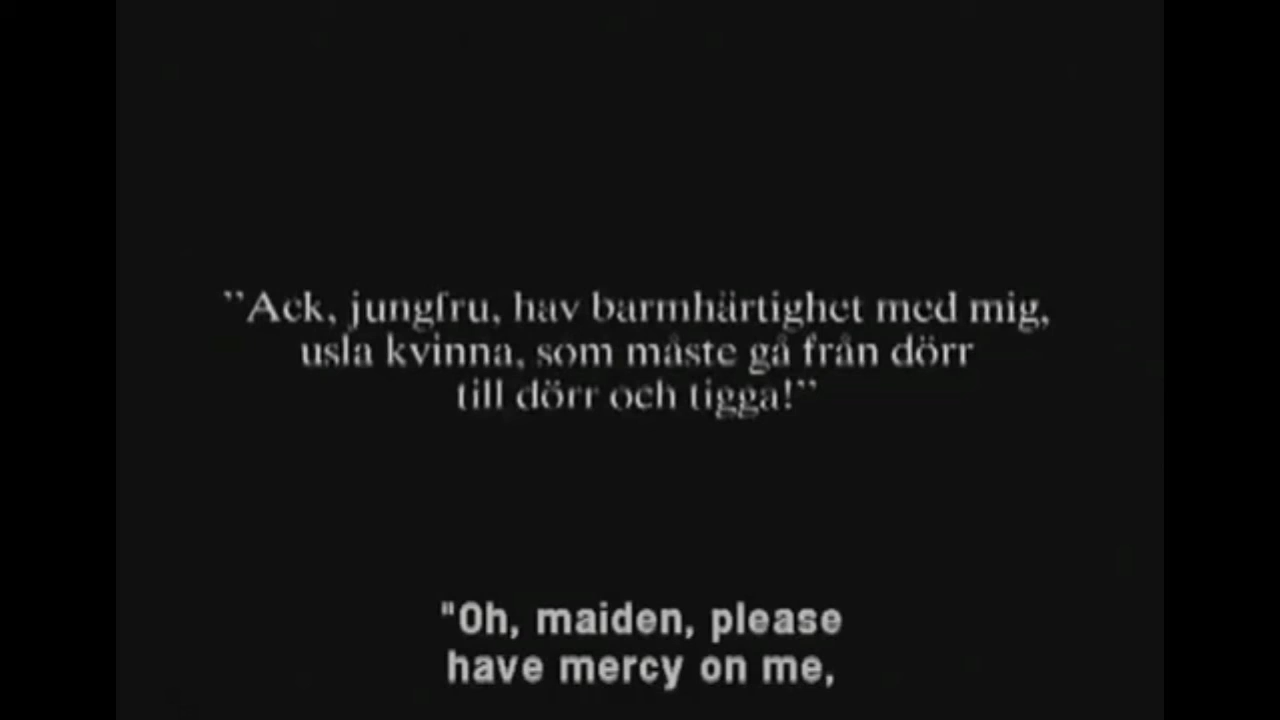 ”Ack, jungfru, hav barmhärtighet med mig,
usla kvinna, som måste gå från dörr
till dörr och tigga!”
"Oh, maiden, please
have mercy on me,